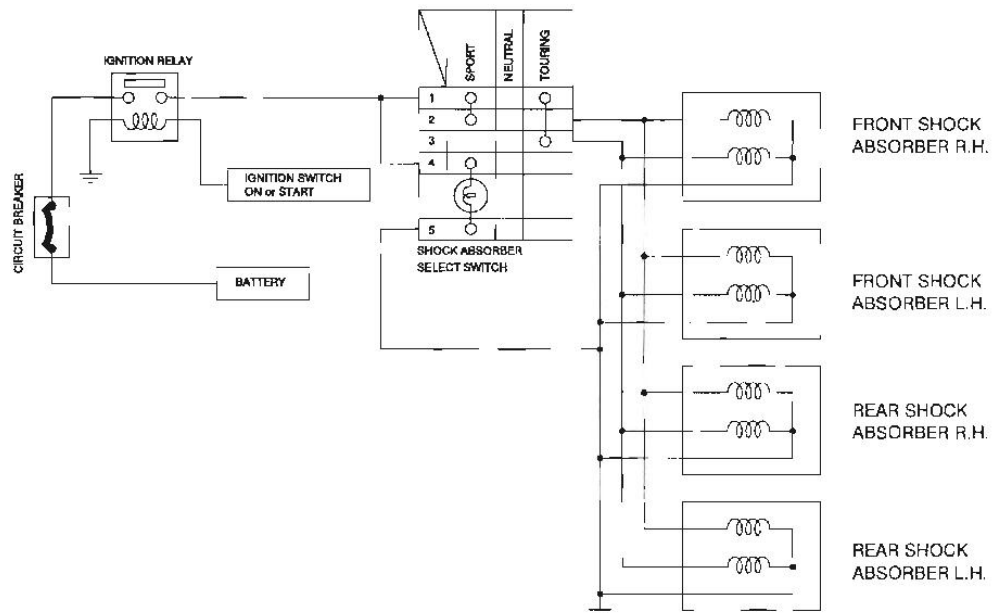 IGNITION RELAY
SPORT
NEUTRAL
TOURING
1
2
3
4
5
IGNITION SWITCH
ON or START
CIRCUIT BREAKER
SHOCK ABSORBER
SELECT SWITCH
BATTERY
FRONT SHOCK
ABSORBER R.H.
FRONT SHOCK
ABSORBER L.H.
REAR SHOCK
ABSORBER R.H.
REAR SHOCK
ABSORBER L.H.